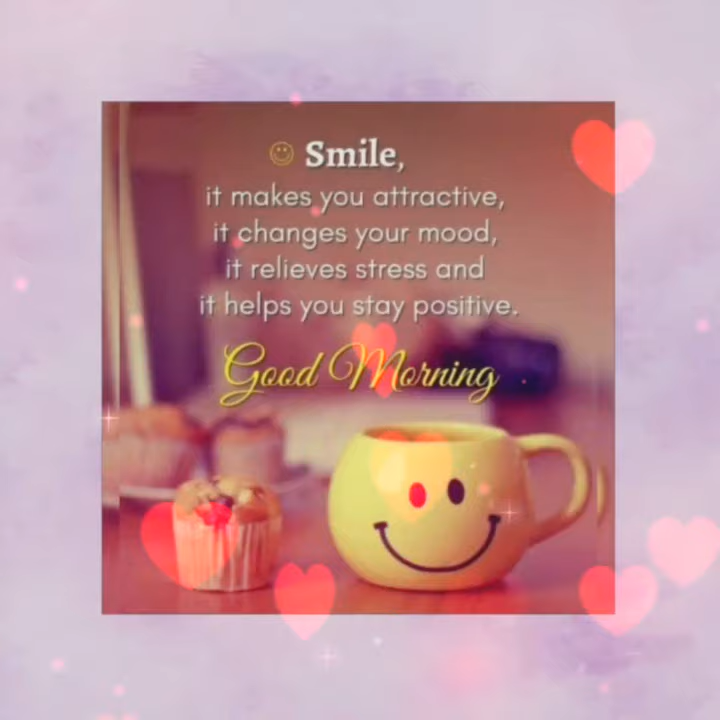 Smile,
it makes you attractive,
it changes your mood,
it relieves stress and
it helps you stay positive.
Good Morning